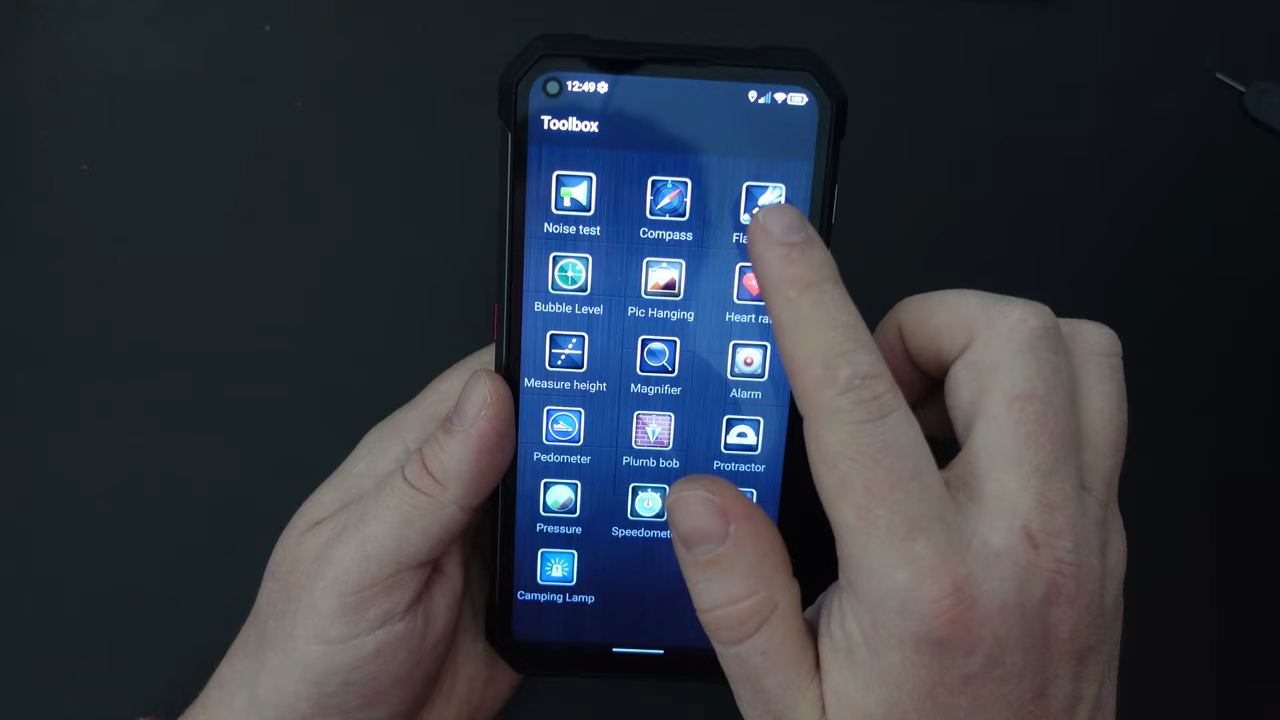 12:49
Toolbox
Noise test
Compass
Bubble Level
Pic Hanging
Heart
Measure height
Magnifier
Alarm
Pedometer
Plumb bob
Protractor
Pressure
Camping Lamp